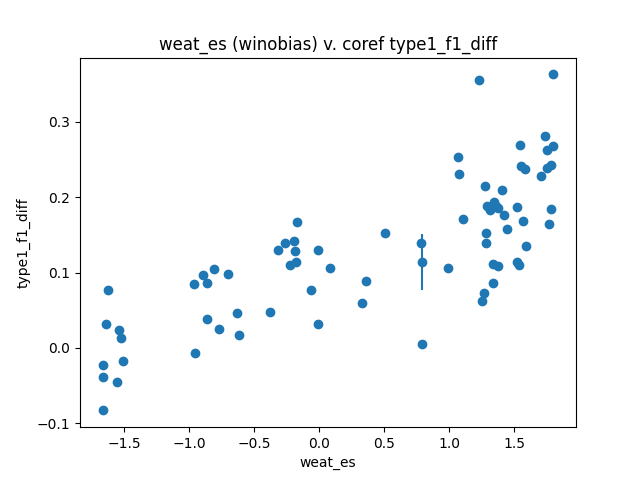 weat_es (winobias) v. coref type1_f1_diff
type1_f1_diff
0.3
0.2
0.1
0.0
−0.1
−1.5 −1.0 −0.5 0.0 0.5 1.0 1.5
weat_es